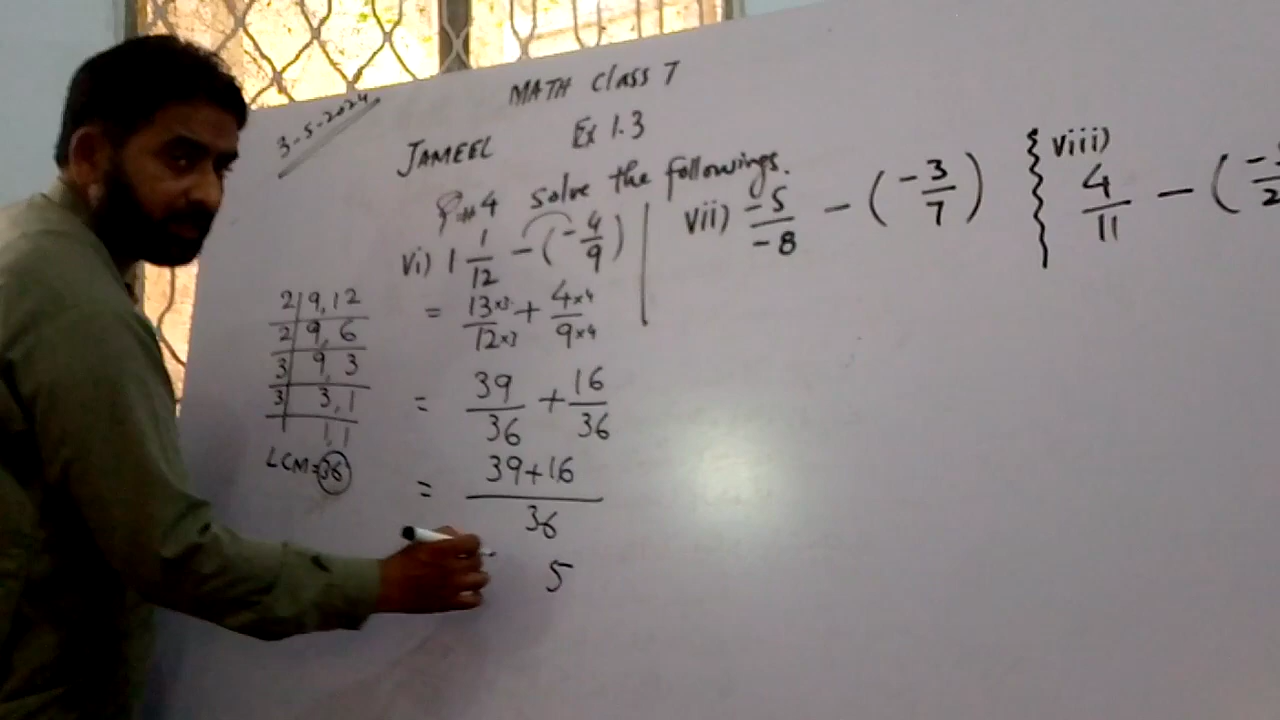 3-5-2024
MATH Class 7
JAMEEL Ex 1.3
Q#4 Solve the followings.
vi) 1 1/12 - (-4/9)
= 13×3/12×3 + 4×4/9×4
= 39/36 + 16/36
= 39+16/36
= 5
2|9,12
2|9,6
3|9,3
3|3,1
|1,1
LCM=36
vii) -5/-8 - (-3/7)
viii)
4/11 - (